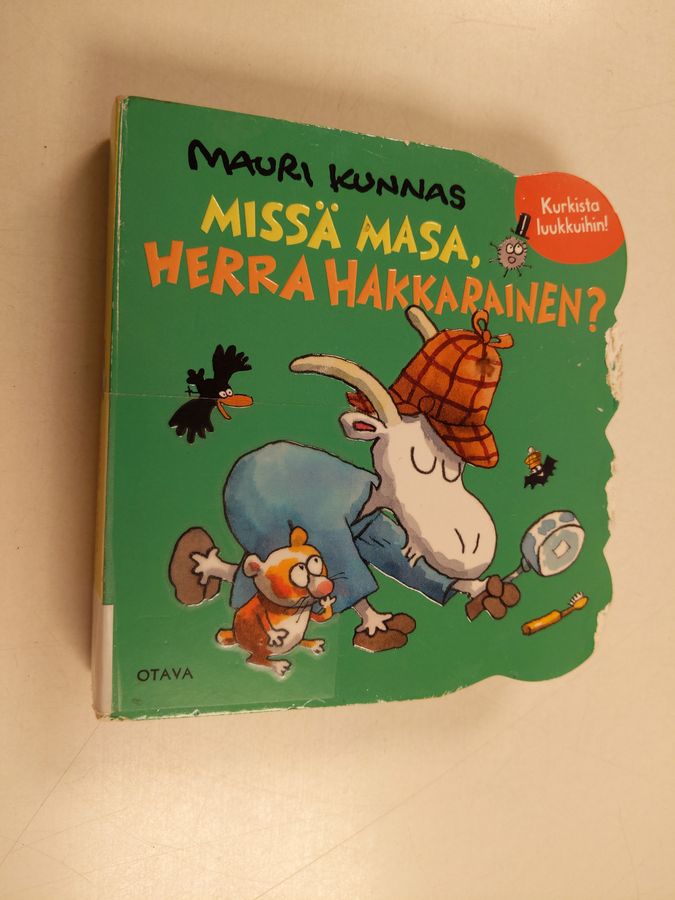 MAURI KUNNAS
MISSÄ MASA,
HERRA HAKKARAINEN?
Kurkista
luukkuihin!
OTAVA